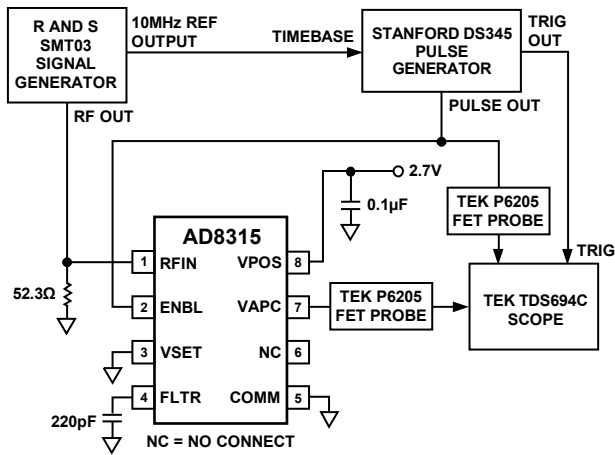 R AND S
SMT03
SIGNAL
GENERATOR
10MHz REF
OUTPUT
TIMEBASE
STANFORD DS345
PULSE
GENERATOR
TRIG
OUT
RF OUT
PULSE OUT
2.7V
0.1µF
TEK P6205
FET PROBE
TRIG
AD8315
1
RFIN
VPOS
8
52.3Ω
2
ENBL
VAPC
7
TEK P6205
FET PROBE
TEK TDS694C
SCOPE
3
VSET
NC
6
4
FLTR
COMM
5
220pF
NC = NO CONNECT